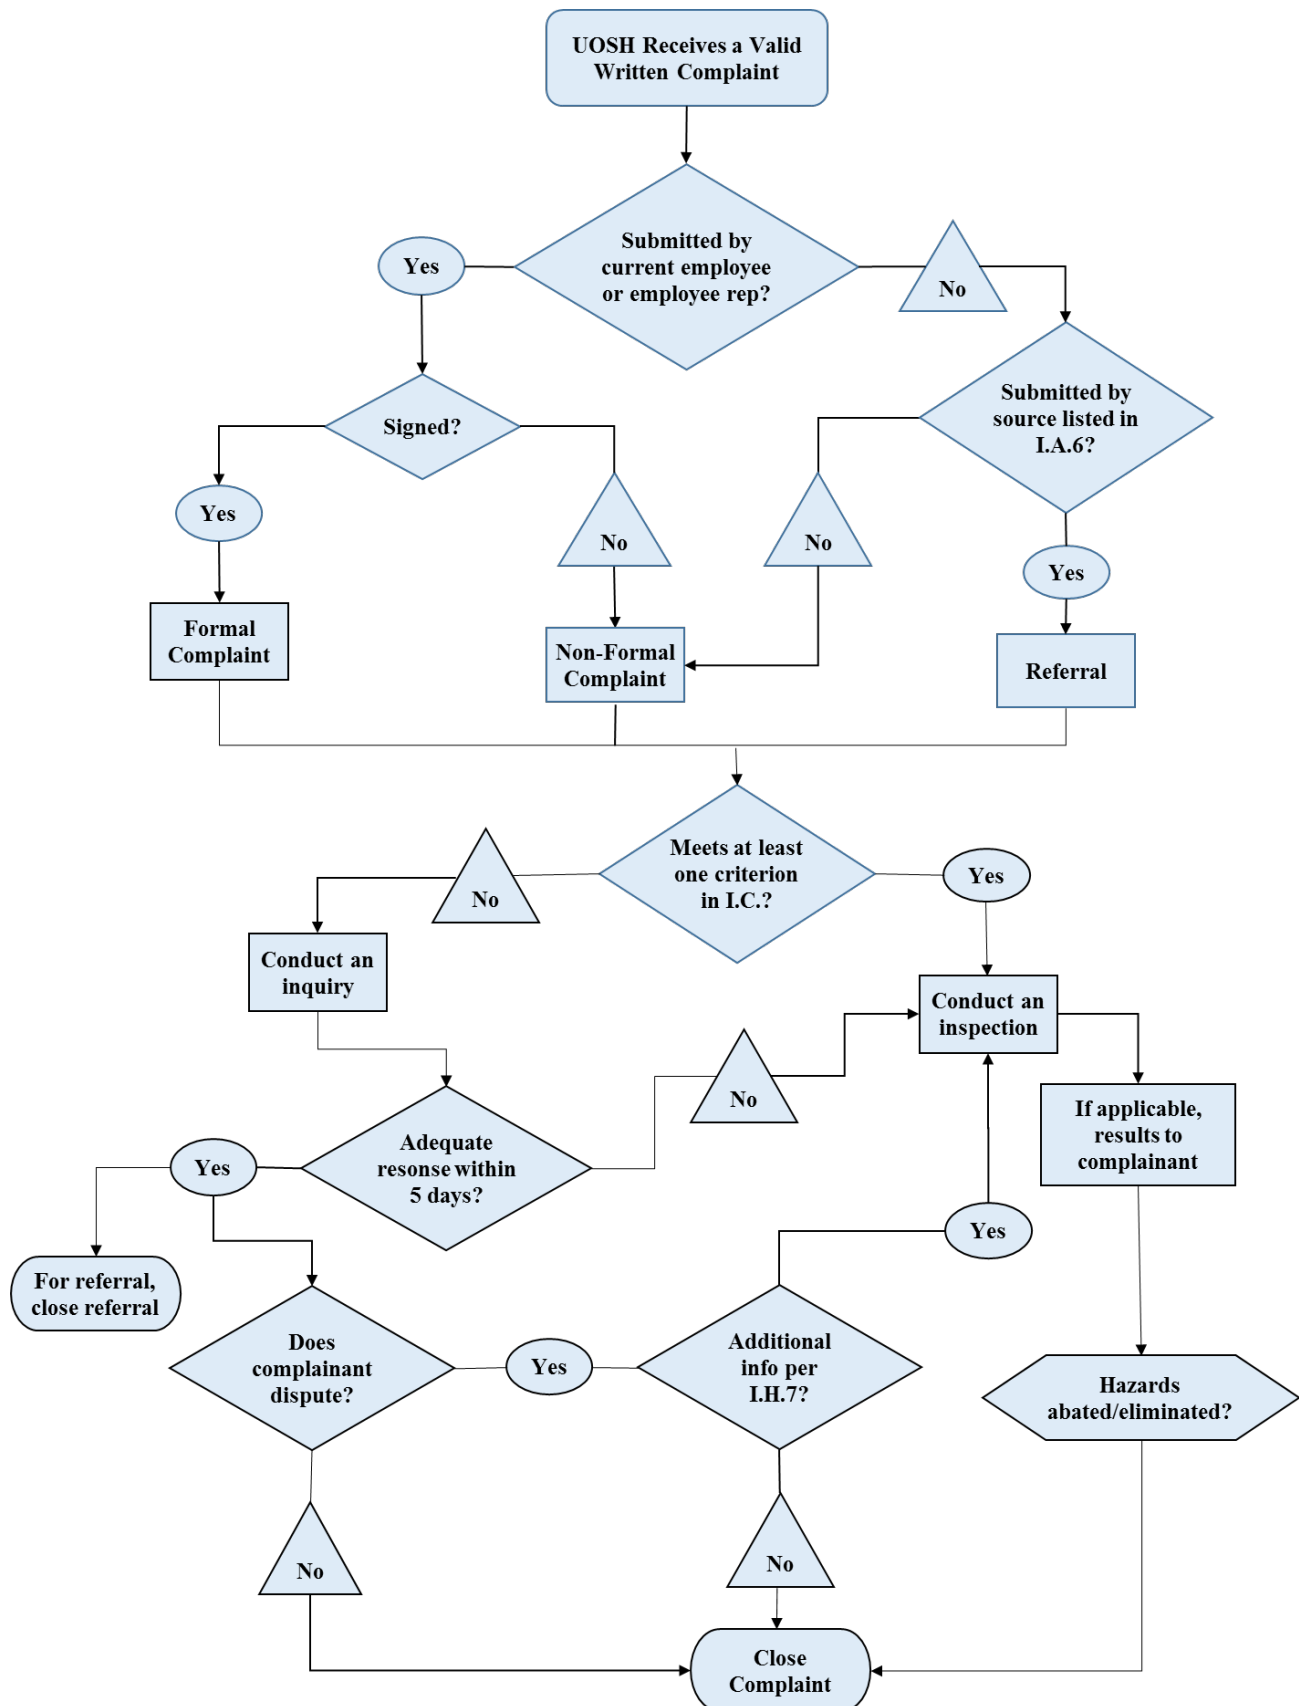 UOSH Receives a Valid
Written Complaint
Submitted by
current employee
or employee rep?
Yes
No
Signed?
Submitted by
source listed in
I.A.6?
Yes
No
No
Yes
Formal
Complaint
Non-Formal
Complaint
Referral
Meets at least
one criterion
in I.C.?
No
Yes
Conduct an
inquiry
Conduct an
inspection
No
Adequate
resonse within
5 days?
Yes
If applicable,
results to
complainant
Yes
For referral,
close referral
Does
complainant
dispute?
Yes
Additional
info per
I.H.7?
Hazards
abated/eliminated?
No
No
Close
Complaint